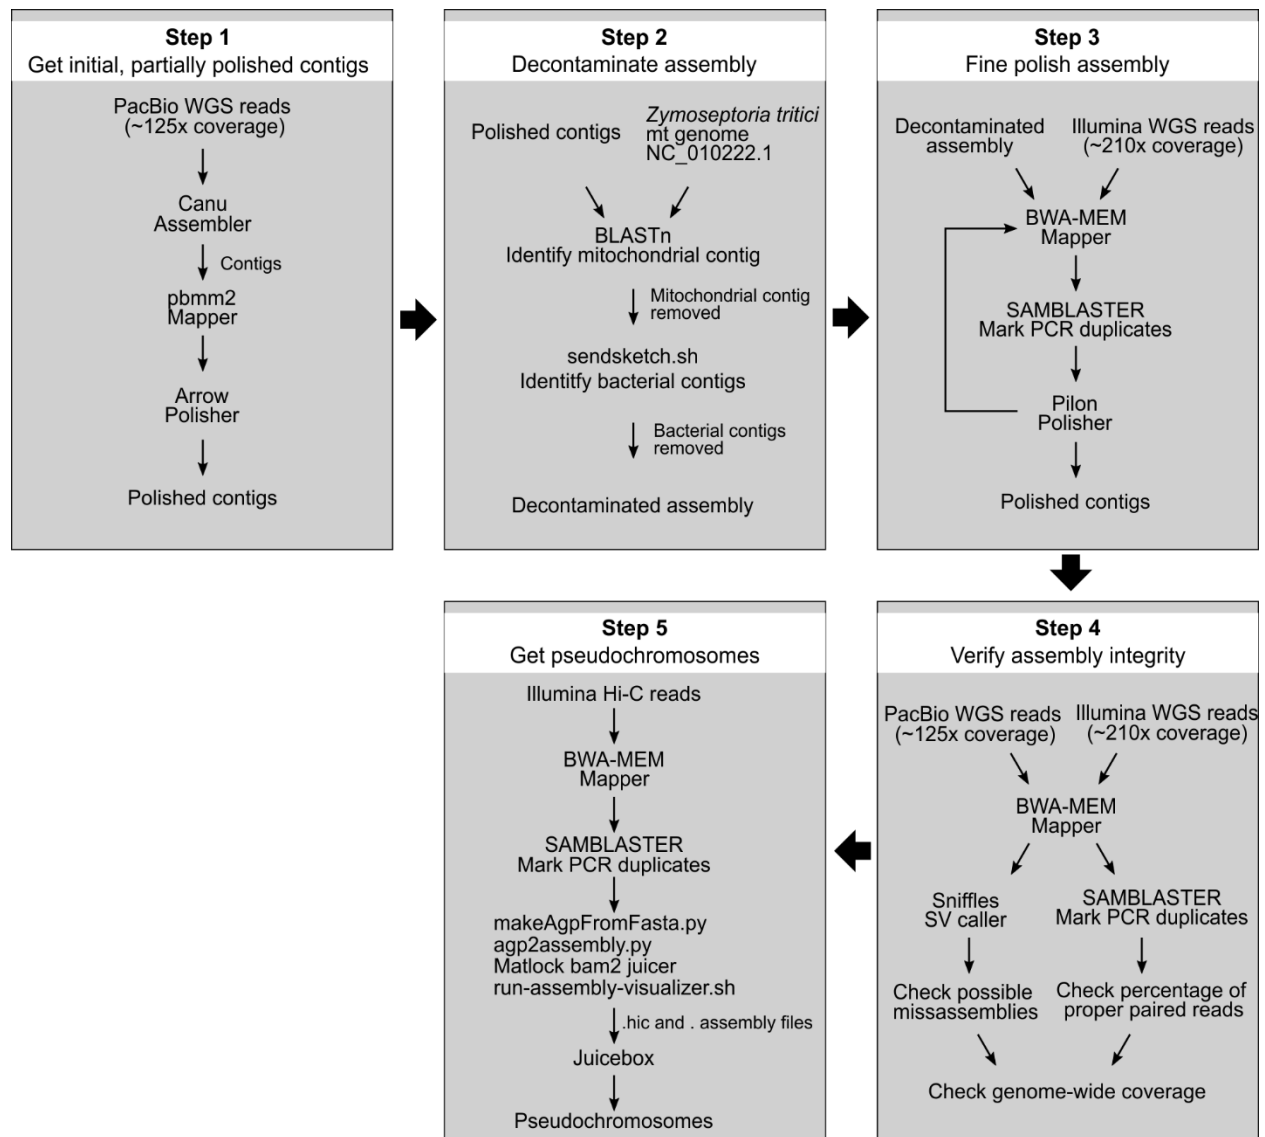 Step 1
Get initial, partially polished contigs
PacBio WGS reads
(~125x coverage)
Canu
Assembler
Contigs
pbmm2
Mapper
Arrow
Polisher
Polished contigs
Step 2
Decontaminate assembly
Polished contigs
Zymoseptoria tritici
mt genome
NC_010222.1
BLASTn
Identify mitochondrial contig
Mitochondrial contig
removed
sendsketch.sh
Identitfy bacterial contigs
Bacterial contigs
removed
Decontaminated assembly
Step 3
Fine polish assembly
Decontaminated
assembly
Illumina WGS reads
(~210x coverage)
BWA-MEM
Mapper
SAMBLASTER
Mark PCR duplicates
Pilon
Polisher
Polished contigs
Step 4
Verify assembly integrity
PacBio WGS reads
(~125x coverage)
Illumina WGS reads
(~210x coverage)
BWA-MEM
Mapper
Sniffles
SV caller
SAMBLASTER
Mark PCR duplicates
Check possible
missassemblies
Check percentage of
proper paired reads
Check genome-wide coverage
Step 5
Get pseudochromosomes
Illumina Hi-C reads
BWA-MEM
Mapper
SAMBLASTER
Mark PCR duplicates
makeAgpFromFasta.py
agp2assembly.py
Matlock bam2 juicer
run-assembly-visualizer.sh
.hic and . assembly files
Juicebox
Pseudochromosomes